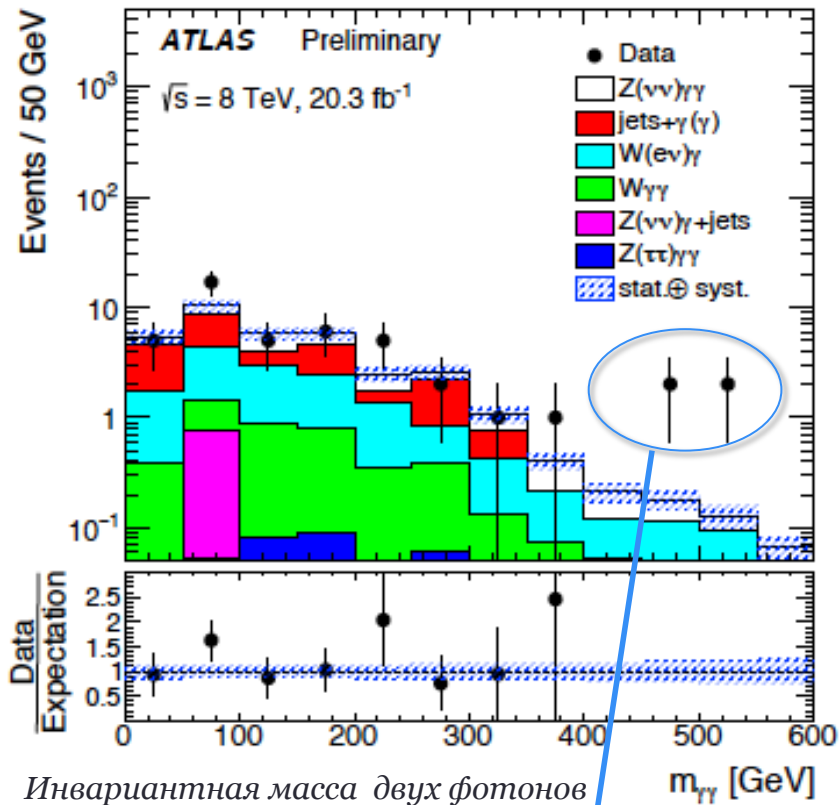 ATLAS Preliminary
√s = 8 TeV, 20.3 fb⁻¹
Data
Z(νν)γγ
jets+γ(γ)
W(eν)γ
Wγγ
Z(νν)γ+jets
Z(ττ)γγ
stat.⊕ syst.
Events / 50 GeV
10³
10²
10
1
10⁻¹
Data
Expectation
2.5
2
1.5
1
0.5
0 100 200 300 400 500 600
Инвариантная масса двух фотонов
m_γγ [GeV]